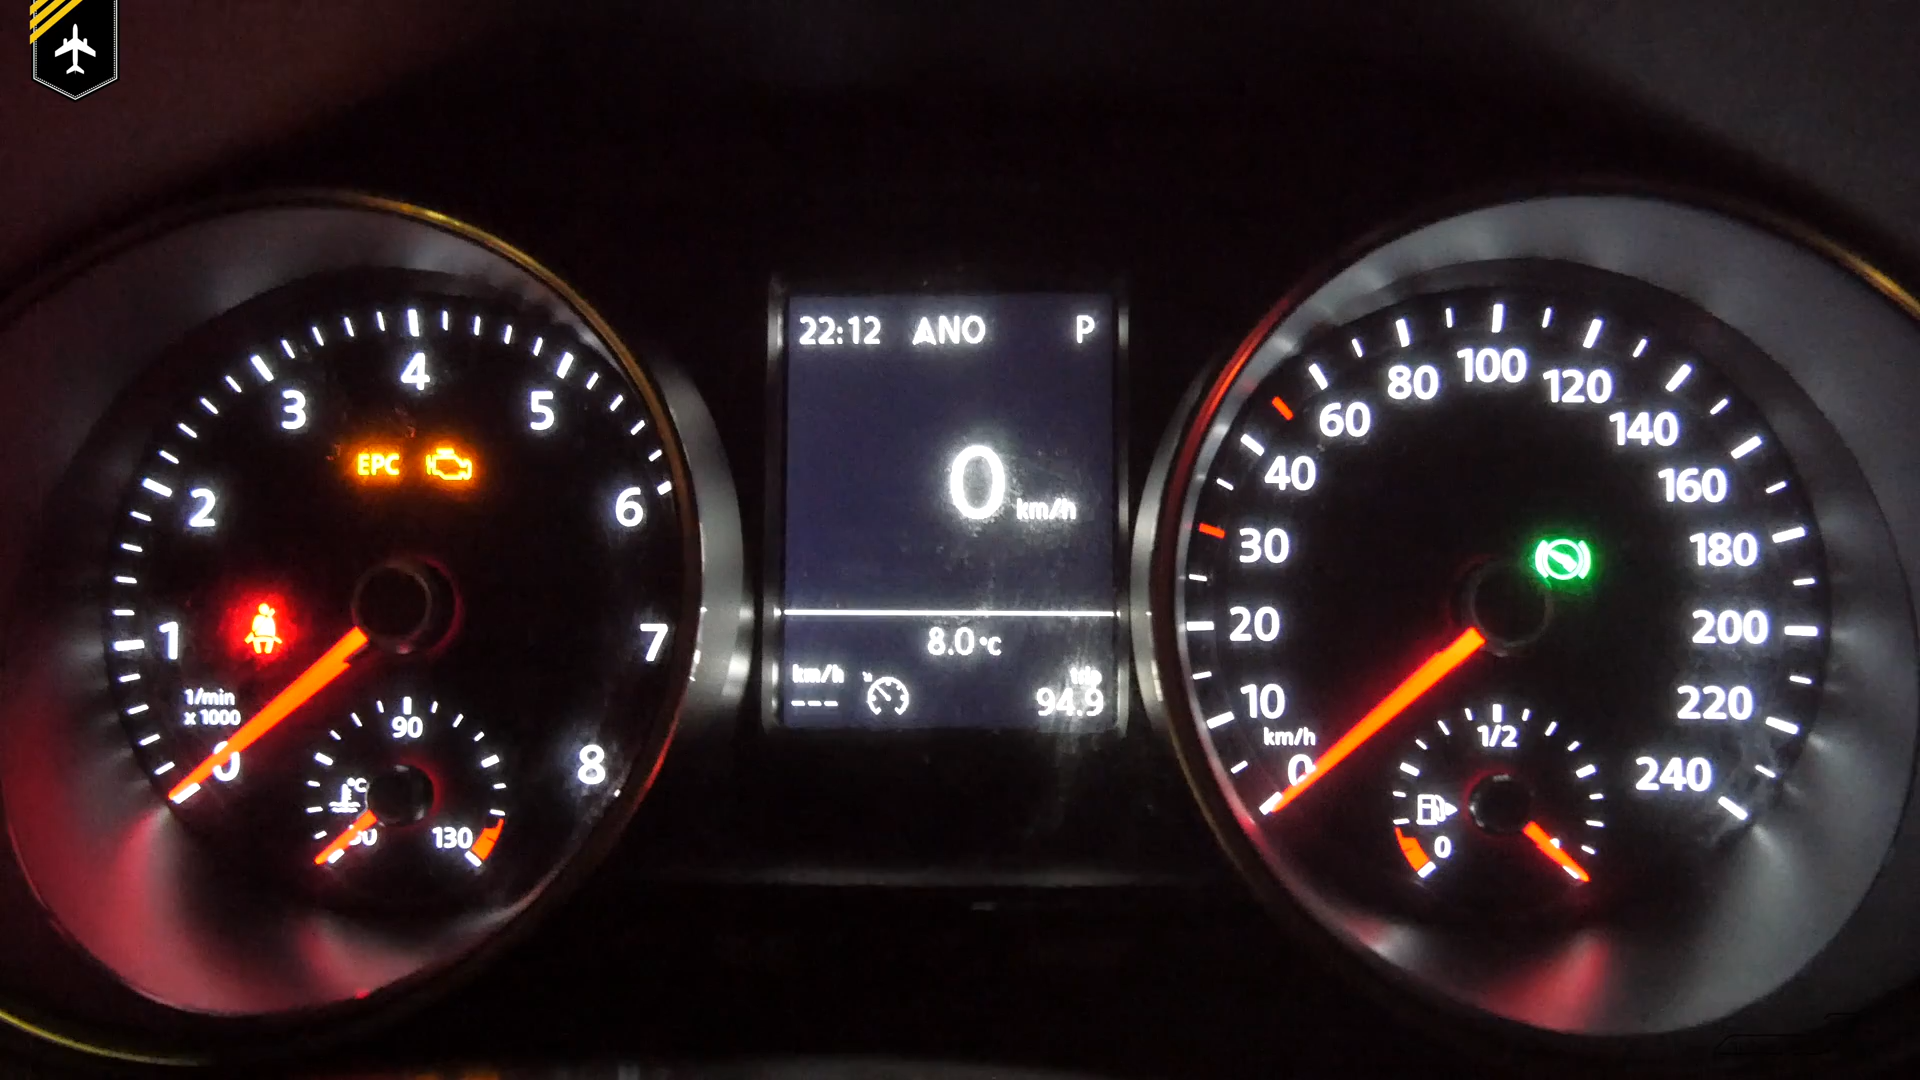 22:12 ANO P
0 km/h
8.0 °C
km/h trip
--- 94.9
0 1 2 3 4 5 6 7 8
1/min
x 1000
EPC
°C
90
130
0 10 20 30 40 60 80 100 120 140 160 180 200 220 240
km/h
0 1/2